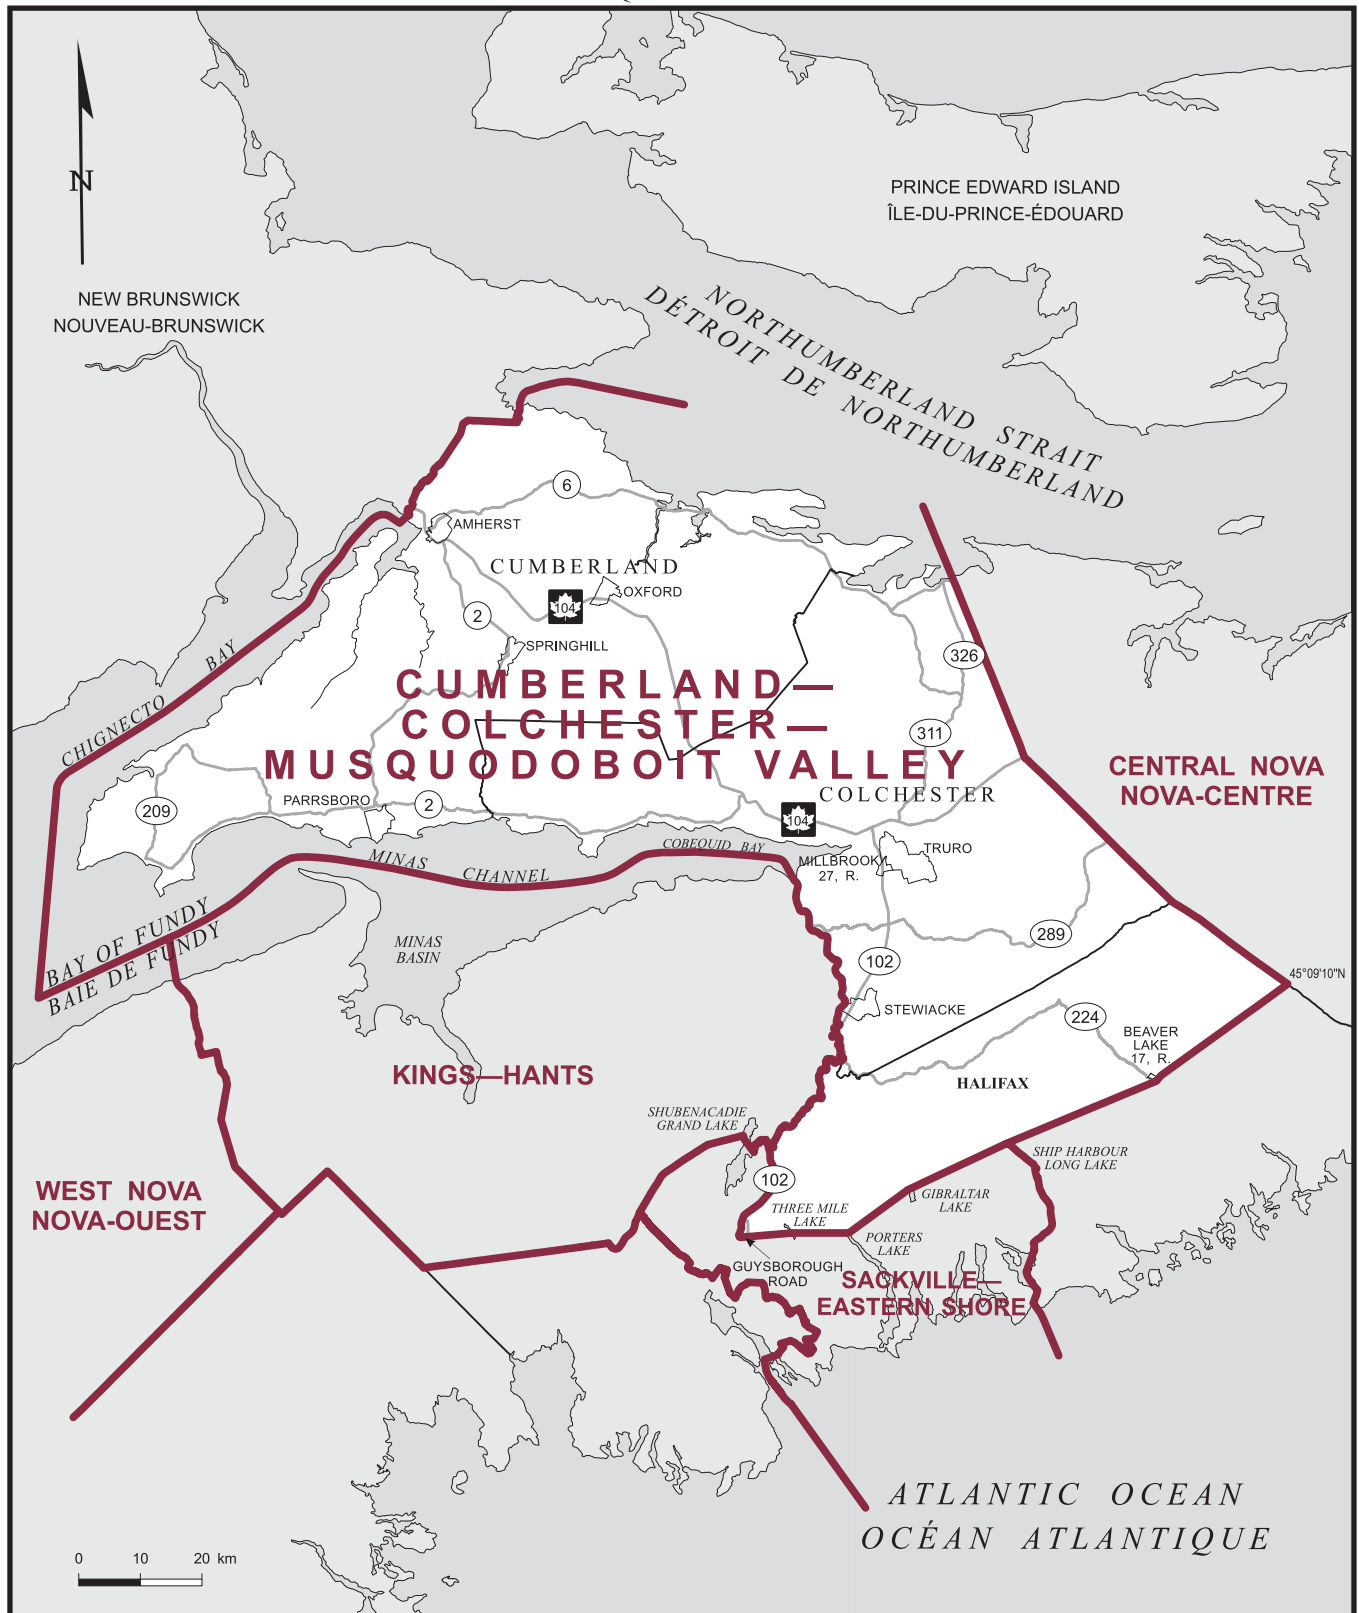 N
PRINCE EDWARD ISLAND
ÎLE-DU-PRINCE-ÉDOUARD
NEW BRUNSWICK
NOUVEAU-BRUNSWICK
NORTHUMBERLAND STRAIT
DÉTROIT DE NORTHUMBERLAND
6
AMHERST
CUMBERLAND
104
OXFORD
2
SPRINGHILL
326
CHIGNECTO BAY
CUMBERLAND—
COLCHESTER—
MUSQUODOBOIT VALLEY
311
CENTRAL NOVA
NOVA-CENTRE
COLCHESTER
209
PARRSBORO
2
104
MINAS CHANNEL
COBEQUID BAY
MILLBROOK
27, R.
TRURO
BAY OF FUNDY
BAIE DE FUNDY
MINAS
BASIN
289
102
45°09'10"N
STEWIACKE
224
BEAVER
LAKE
17, R.
KINGS—HANTS
HALIFAX
SHUBENACADIE
GRAND LAKE
SHIP HARBOUR
LONG LAKE
102
WEST NOVA
NOVA-OUEST
GIBRALTAR
LAKE
THREE MILE
LAKE
PORTERS
LAKE
GUYSBOROUGH
ROAD
SACKVILLE—
EASTERN SHORE
ATLANTIC OCEAN
OCÉAN ATLANTIQUE
0 10 20 km